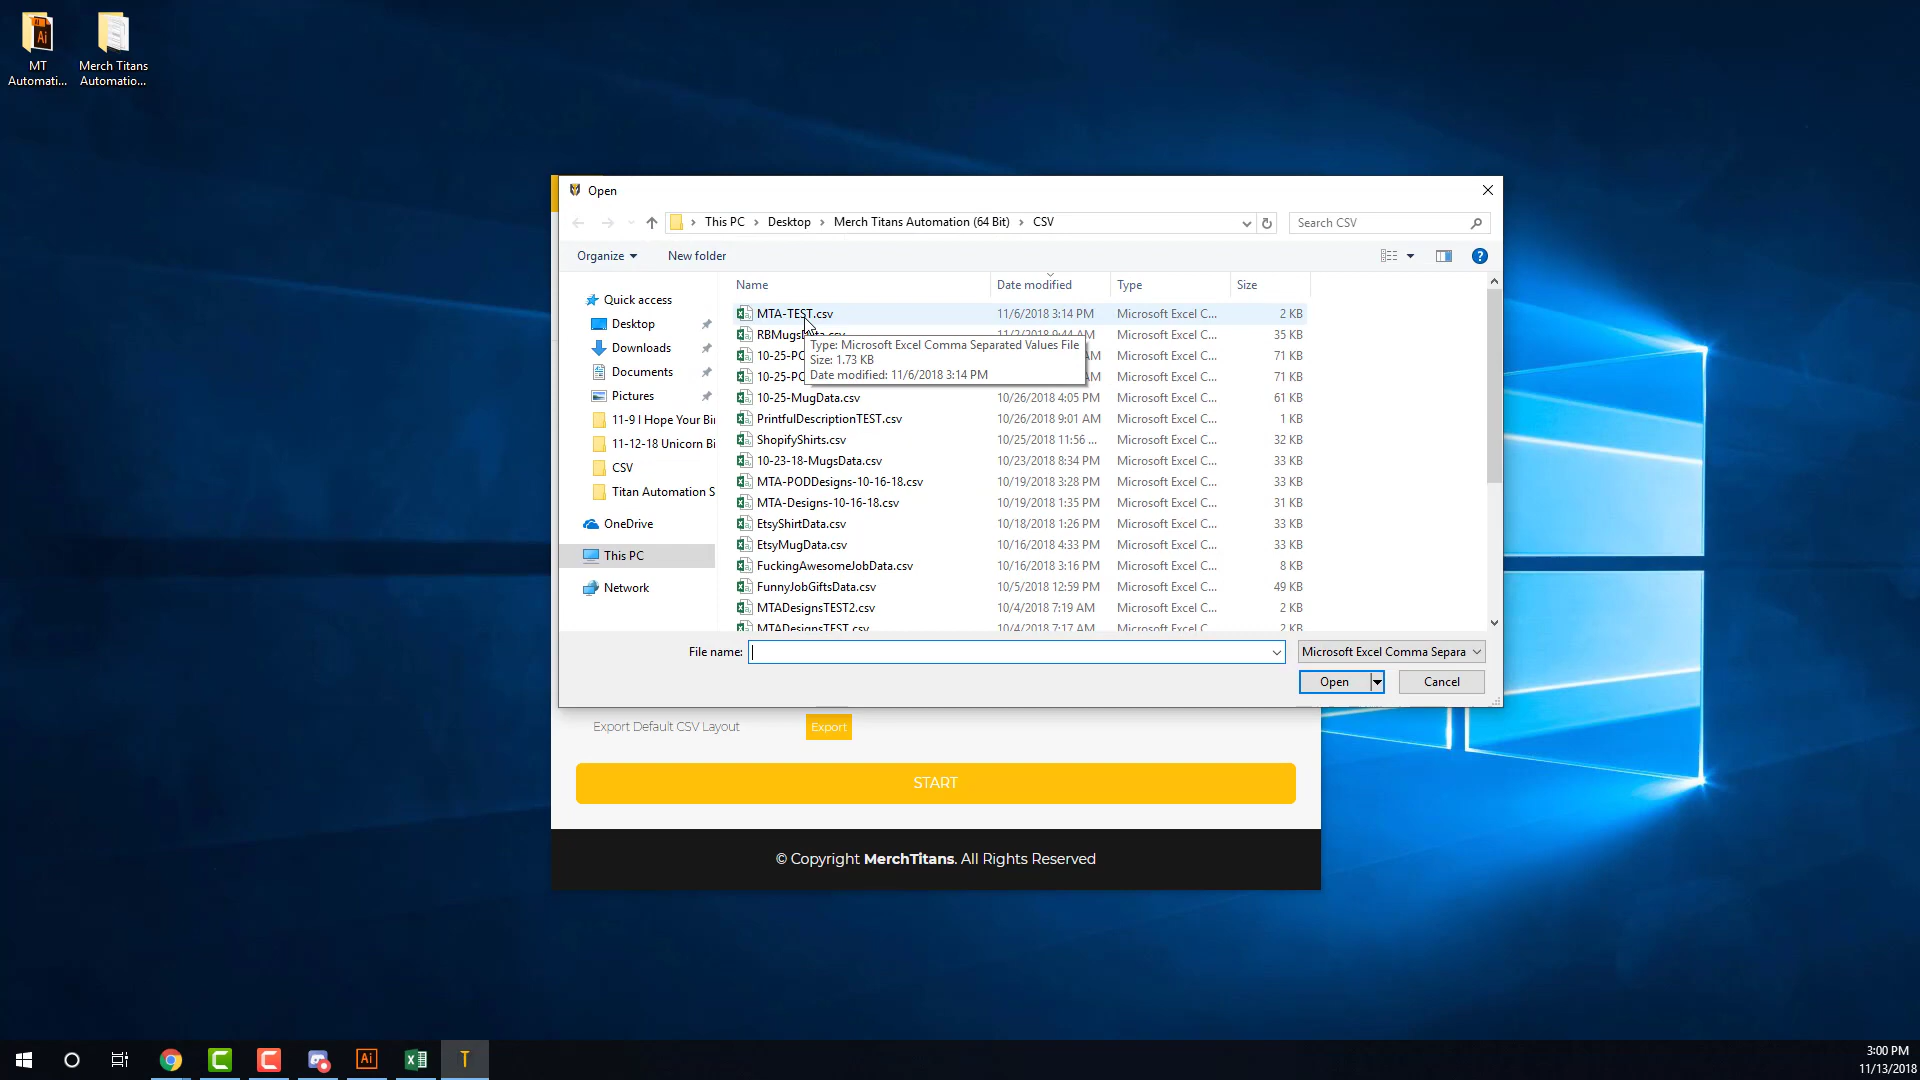 MT
Automati...
Merch Titans
Automatio...
Ai
Open
This PC
Desktop
Merch Titans Automation (64 Bit)
CSV
Search CSV
Organize
New folder
?
Name
Date modified
Type
Size
Quick access
Desktop
Downloads
Documents
Pictures
11-9 I Hope Your Bi
11-12-18 Unicorn Bi
CSV
Titan Automation S
OneDrive
This PC
Network
MTA-TEST.csv 11/6/2018 3:14 PM Microsoft Excel C... 2 KB
35 KB
10-25-PO 71 KB
10-25-PO 71 KB
Type: Microsoft Excel Comma Separated Values File
Size: 1.73 KB
Date modified: 11/6/2018 3:14 PM
10-25-MugData.csv 10/26/2018 4:05 PM Microsoft Excel C... 61 KB
PrintfulDescriptionTEST.csv 10/26/2018 9:01 AM Microsoft Excel C... 1 KB
ShopifyShirts.csv 10/25/2018 11:56 ... Microsoft Excel C... 32 KB
10-23-18-MugsData.csv 10/23/2018 8:34 PM Microsoft Excel C... 33 KB
MTA-PODDesigns-10-16-18.csv 10/19/2018 3:28 PM Microsoft Excel C... 33 KB
MTA-Designs-10-16-18.csv 10/19/2018 1:35 PM Microsoft Excel C... 31 KB
EtsyShirtData.csv 10/18/2018 1:26 PM Microsoft Excel C... 33 KB
EtsyMugData.csv 10/16/2018 4:33 PM Microsoft Excel C... 33 KB
FuckingAwesomeJobData.csv 10/16/2018 3:16 PM Microsoft Excel C... 8 KB
FunnyJobGiftsData.csv 10/5/2018 12:59 PM Microsoft Excel C... 49 KB
MTADesignsTEST2.csv 10/4/2018 7:19 AM Microsoft Excel C... 2 KB
MTADesignsTEST.csv 10/4/2018 7:17 AM Microsoft Excel C... 2 KB
File name:
Microsoft Excel Comma Separa
Open
Cancel
Export Default CSV Layout
Export
START
© Copyright MerchTitans. All Rights Reserved
Ai
T
3:00 PM
11/13/2018